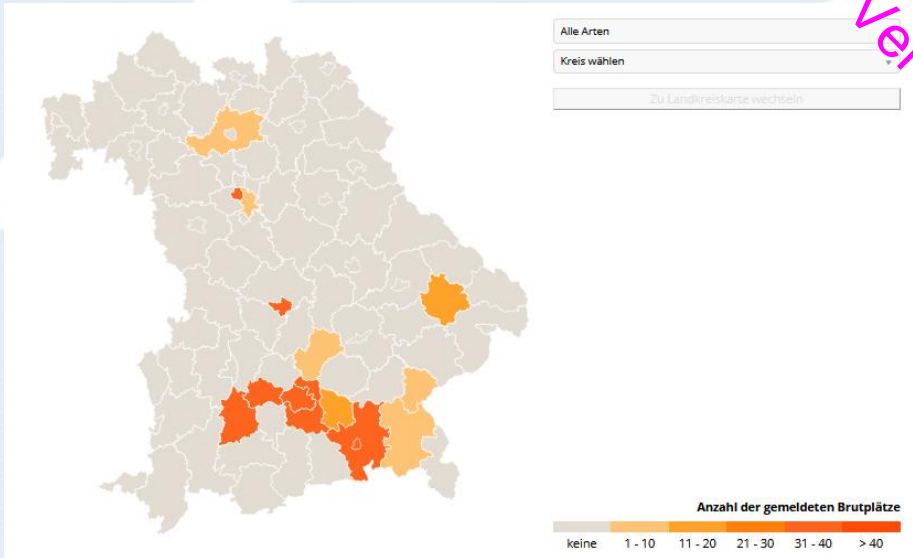 Alle Arten
Kreis wählen
Zu Landkreiskarte wechseln
Anzahl der gemeldeten Brutplätze
keine 1 - 10 11 - 20 21 - 30 31 - 40 > 40